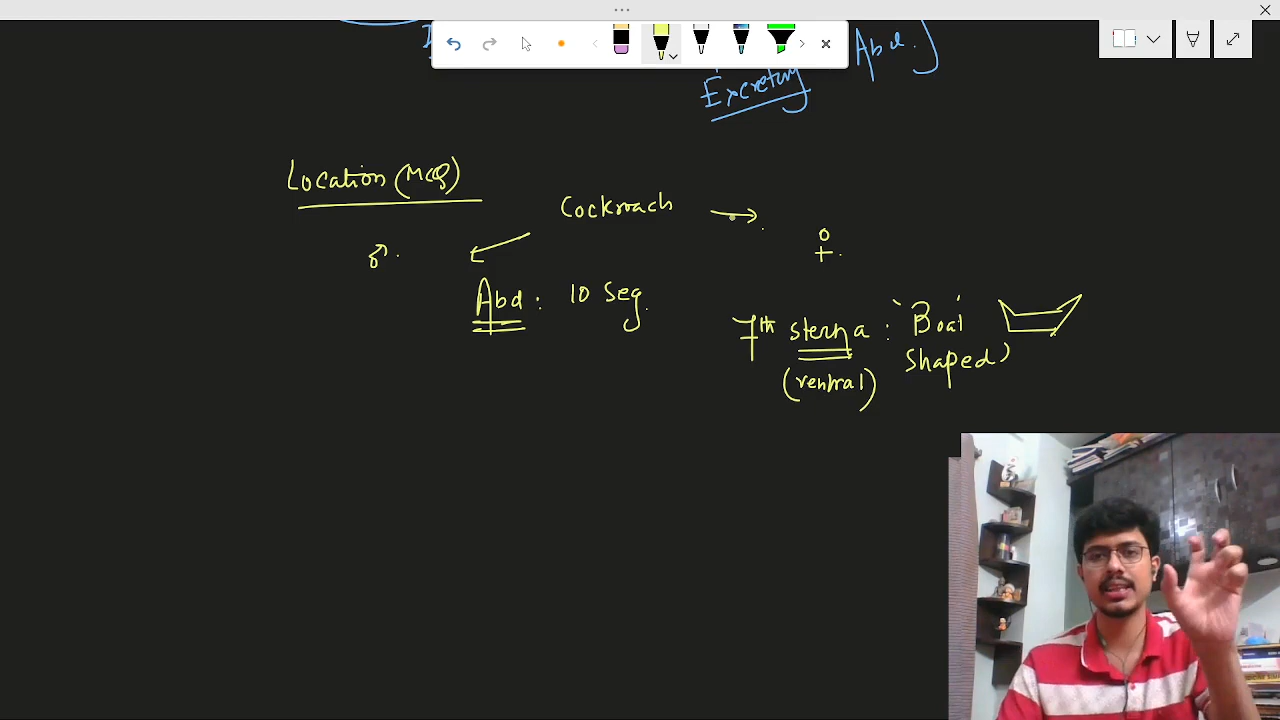 Abd.
Excretory
Location (MCQ)
Cockroach
♂
♀
Abd : 10 Seg.
7th sterna : 'Boat'
(ventral) Shaped)